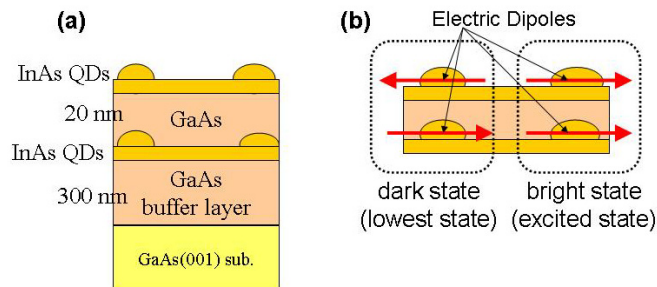 (a)
InAs QDs
20 nm
GaAs
InAs QDs
300 nm
GaAs
buffer layer
GaAs(001) sub.
(b)
Electric Dipoles
dark state
(lowest state)
bright state
(excited state)